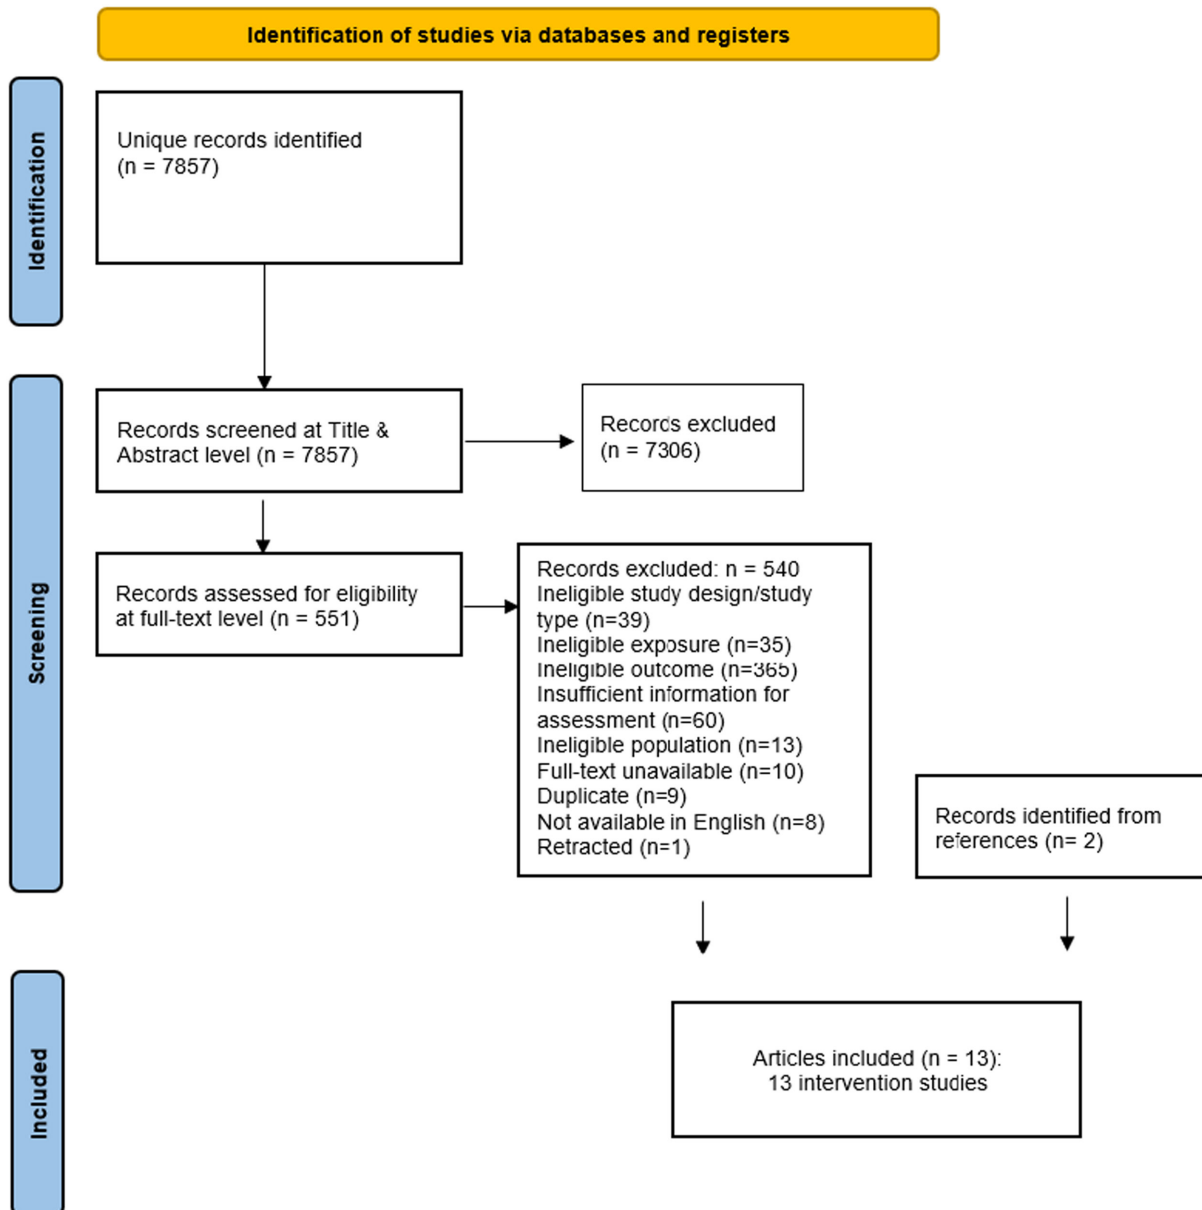 Identification of studies via databases and registers
Identification
Unique records identified
(n = 7857)
Screening
Records screened at Title &
Abstract level (n = 7857)
Records excluded
(n = 7306)
Records assessed for eligibility
at full-text level (n = 551)
Records excluded: n = 540
Ineligible study design/study
type (n=39)
Ineligible exposure (n=35)
Ineligible outcome (n=365)
Insufficient information for
assessment (n=60)
Ineligible population (n=13)
Full-text unavailable (n=10)
Duplicate (n=9)
Not available in English (n=8)
Retracted (n=1)
Records identified from
references (n= 2)
Included
Articles included (n = 13):
13 intervention studies